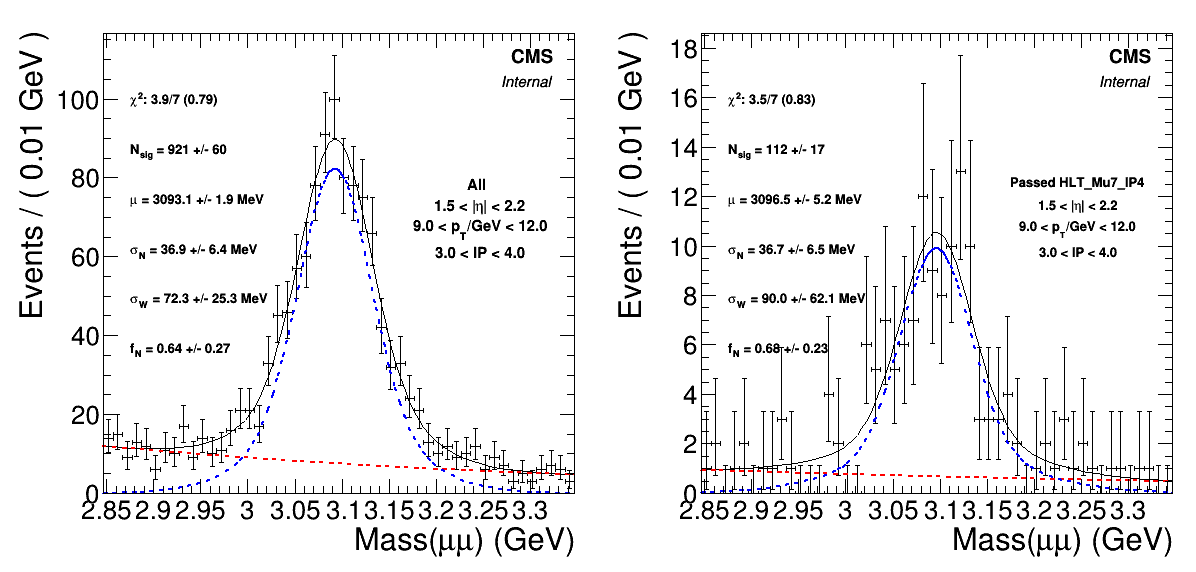 CMS
Internal
χ²: 3.9/7 (0.79)
N_sig = 921 +/- 60
μ = 3093.1 +/- 1.9 MeV
σ_N = 36.9 +/- 6.4 MeV
σ_W = 72.3 +/- 25.3 MeV
f_N = 0.64 +/- 0.27
All
1.5 < |η| < 2.2
9.0 < p_T/GeV < 12.0
3.0 < IP < 4.0
Events / ( 0.01 GeV )
100
80
60
40
20
0
2.85 2.9 2.95 3 3.05 3.1 3.15 3.2 3.25 3.3
Mass(μμ) (GeV)
CMS
Internal
χ²: 3.5/7 (0.83)
N_sig = 112 +/- 17
μ = 3096.5 +/- 5.2 MeV
σ_N = 36.7 +/- 6.5 MeV
σ_W = 90.0 +/- 62.1 MeV
f_N = 0.68 +/- 0.23
Passed HLT_Mu7_IP4
1.5 < |η| < 2.2
9.0 < p_T/GeV < 12.0
3.0 < IP < 4.0
Events / ( 0.01 GeV )
18
16
14
12
10
8
6
4
2
0
2.85 2.9 2.95 3 3.05 3.1 3.15 3.2 3.25 3.3
Mass(μμ) (GeV)